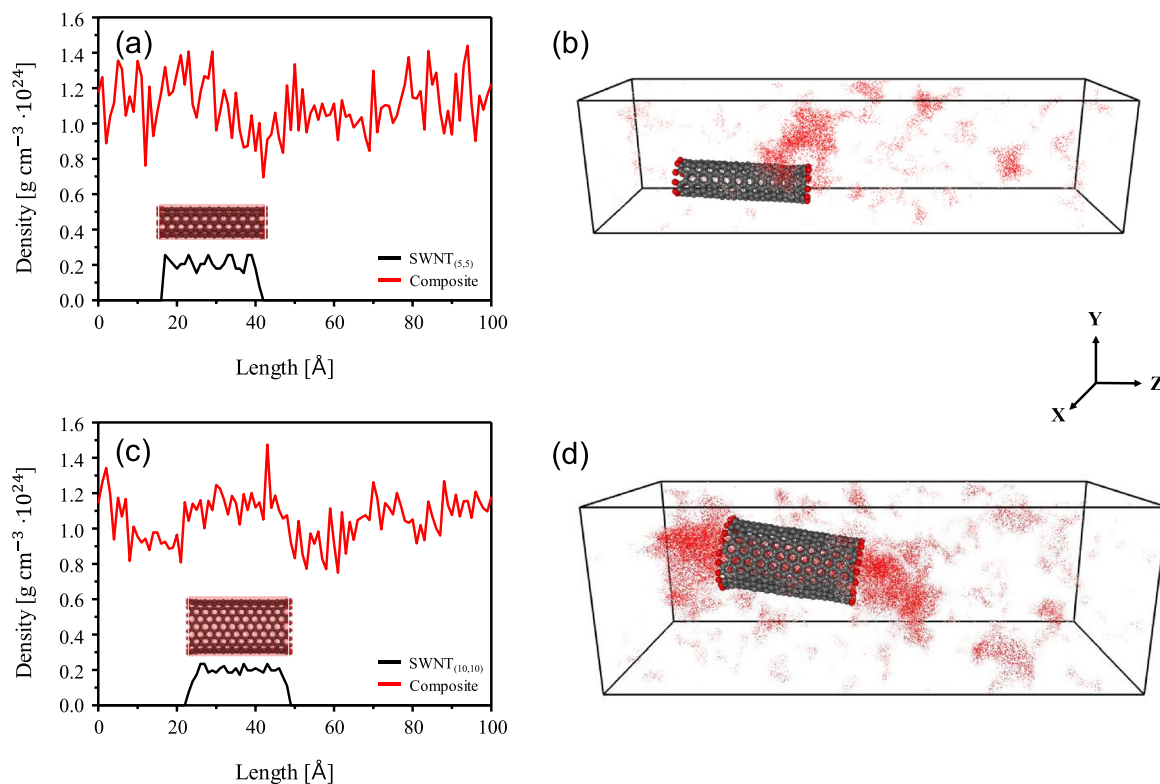 (a)
1.6
1.4
1.2
1.0
0.8
0.6
0.4
0.2
0.0
Density [g cm⁻³ ·10²⁴]
SWNT(5,5)
Composite
0 20 40 60 80 100
Length [Å]
(b)
Y
Z
X
(c)
1.6
1.4
1.2
1.0
0.8
0.6
0.4
0.2
0.0
Density [g cm⁻³ ·10²⁴]
SWNT(10,10)
Composite
0 20 40 60 80 100
Length [Å]
(d)